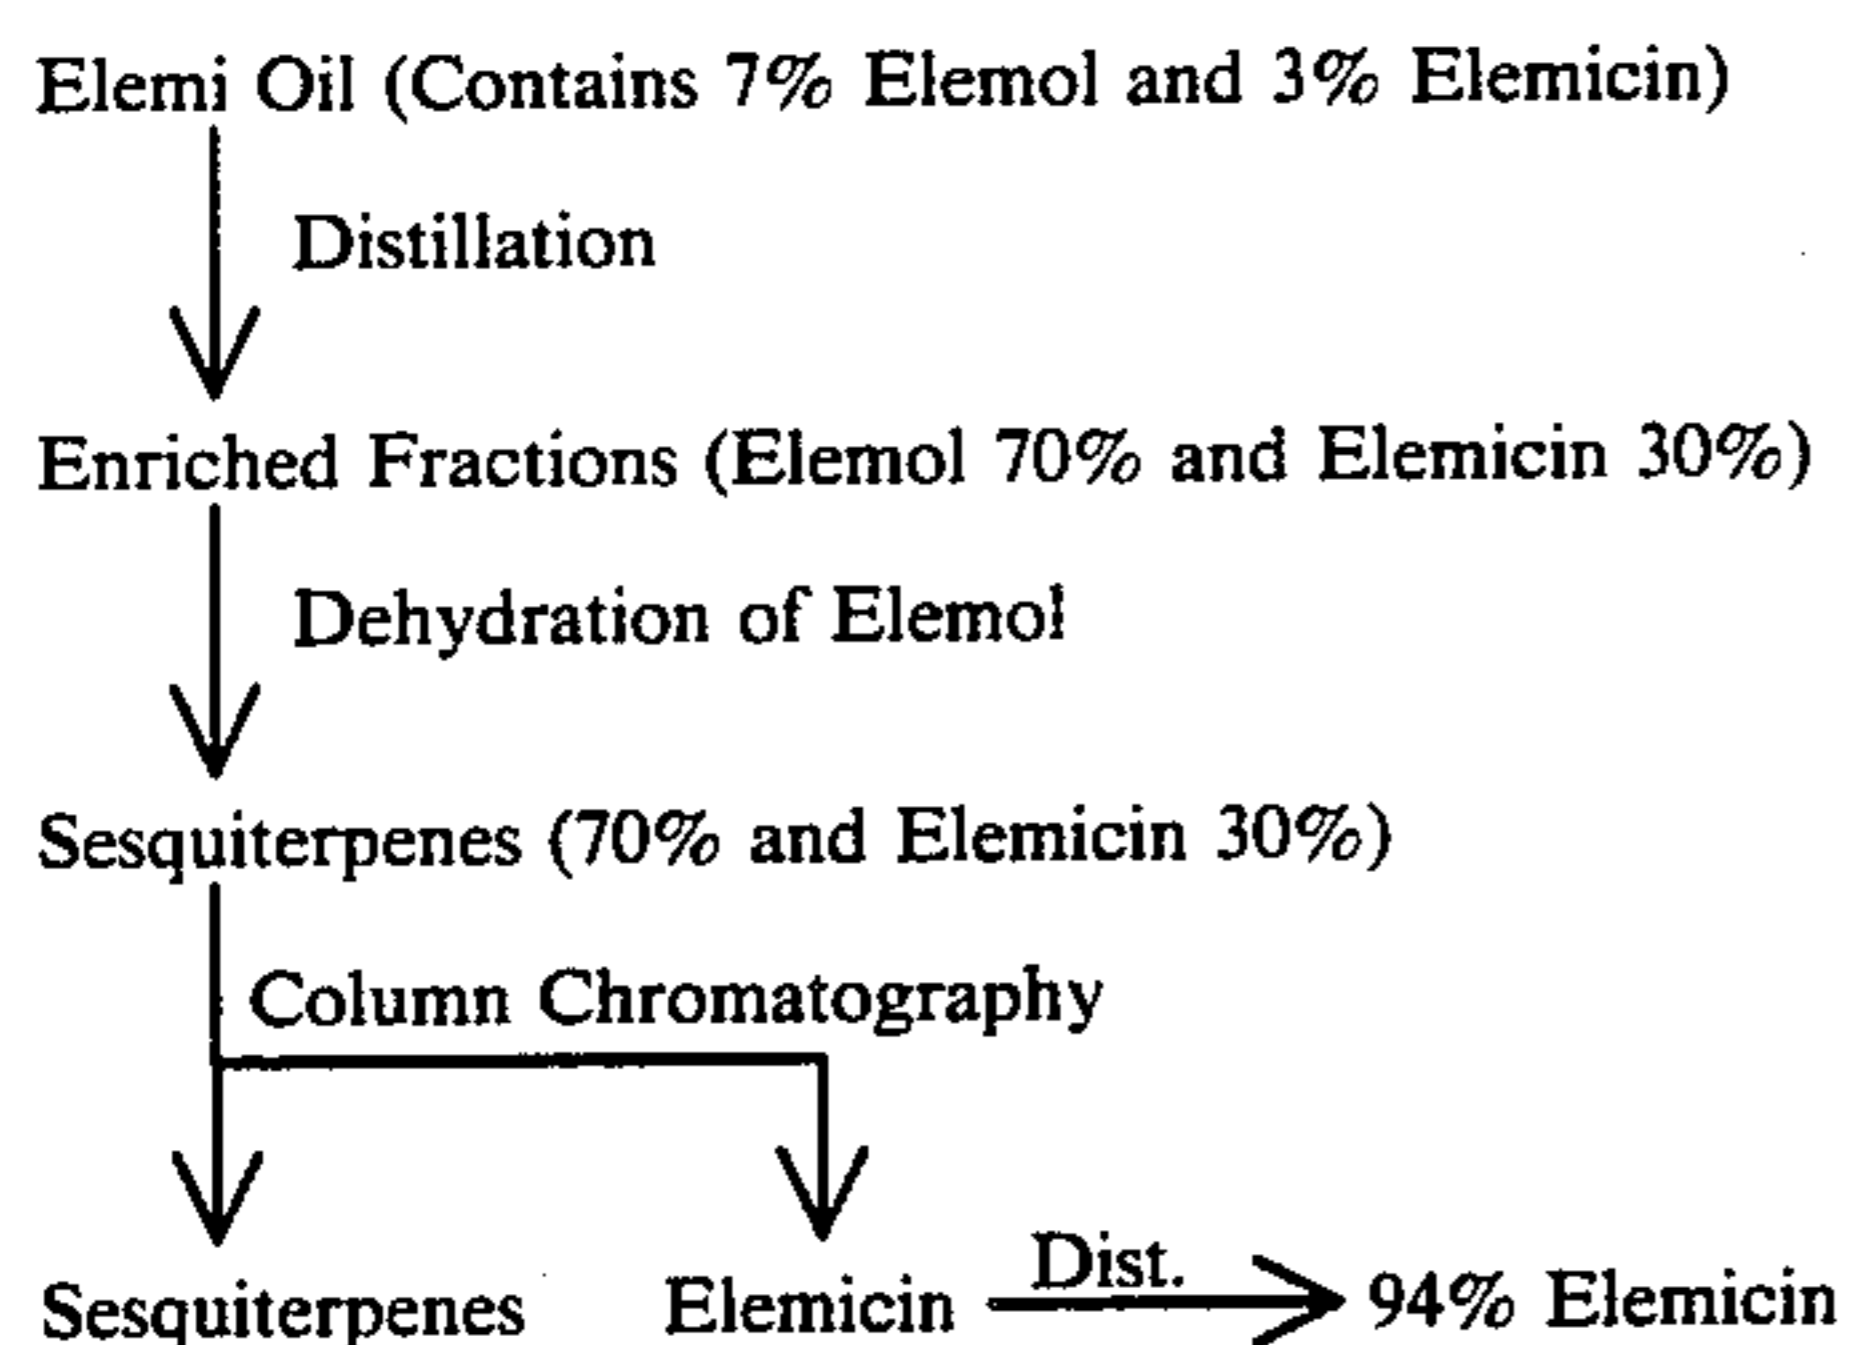 Elemi Oil (Contains 7% Elemol and 3% Elemicin)
Distillation
Enriched Fractions (Elemol 70% and Elemicin 30%)
Dehydration of Elemol
Sesquiterpenes (70% and Elemicin 30%)
Column Chromatography
Dist.
Sesquiterpenes Elemicin 94% Elemicin